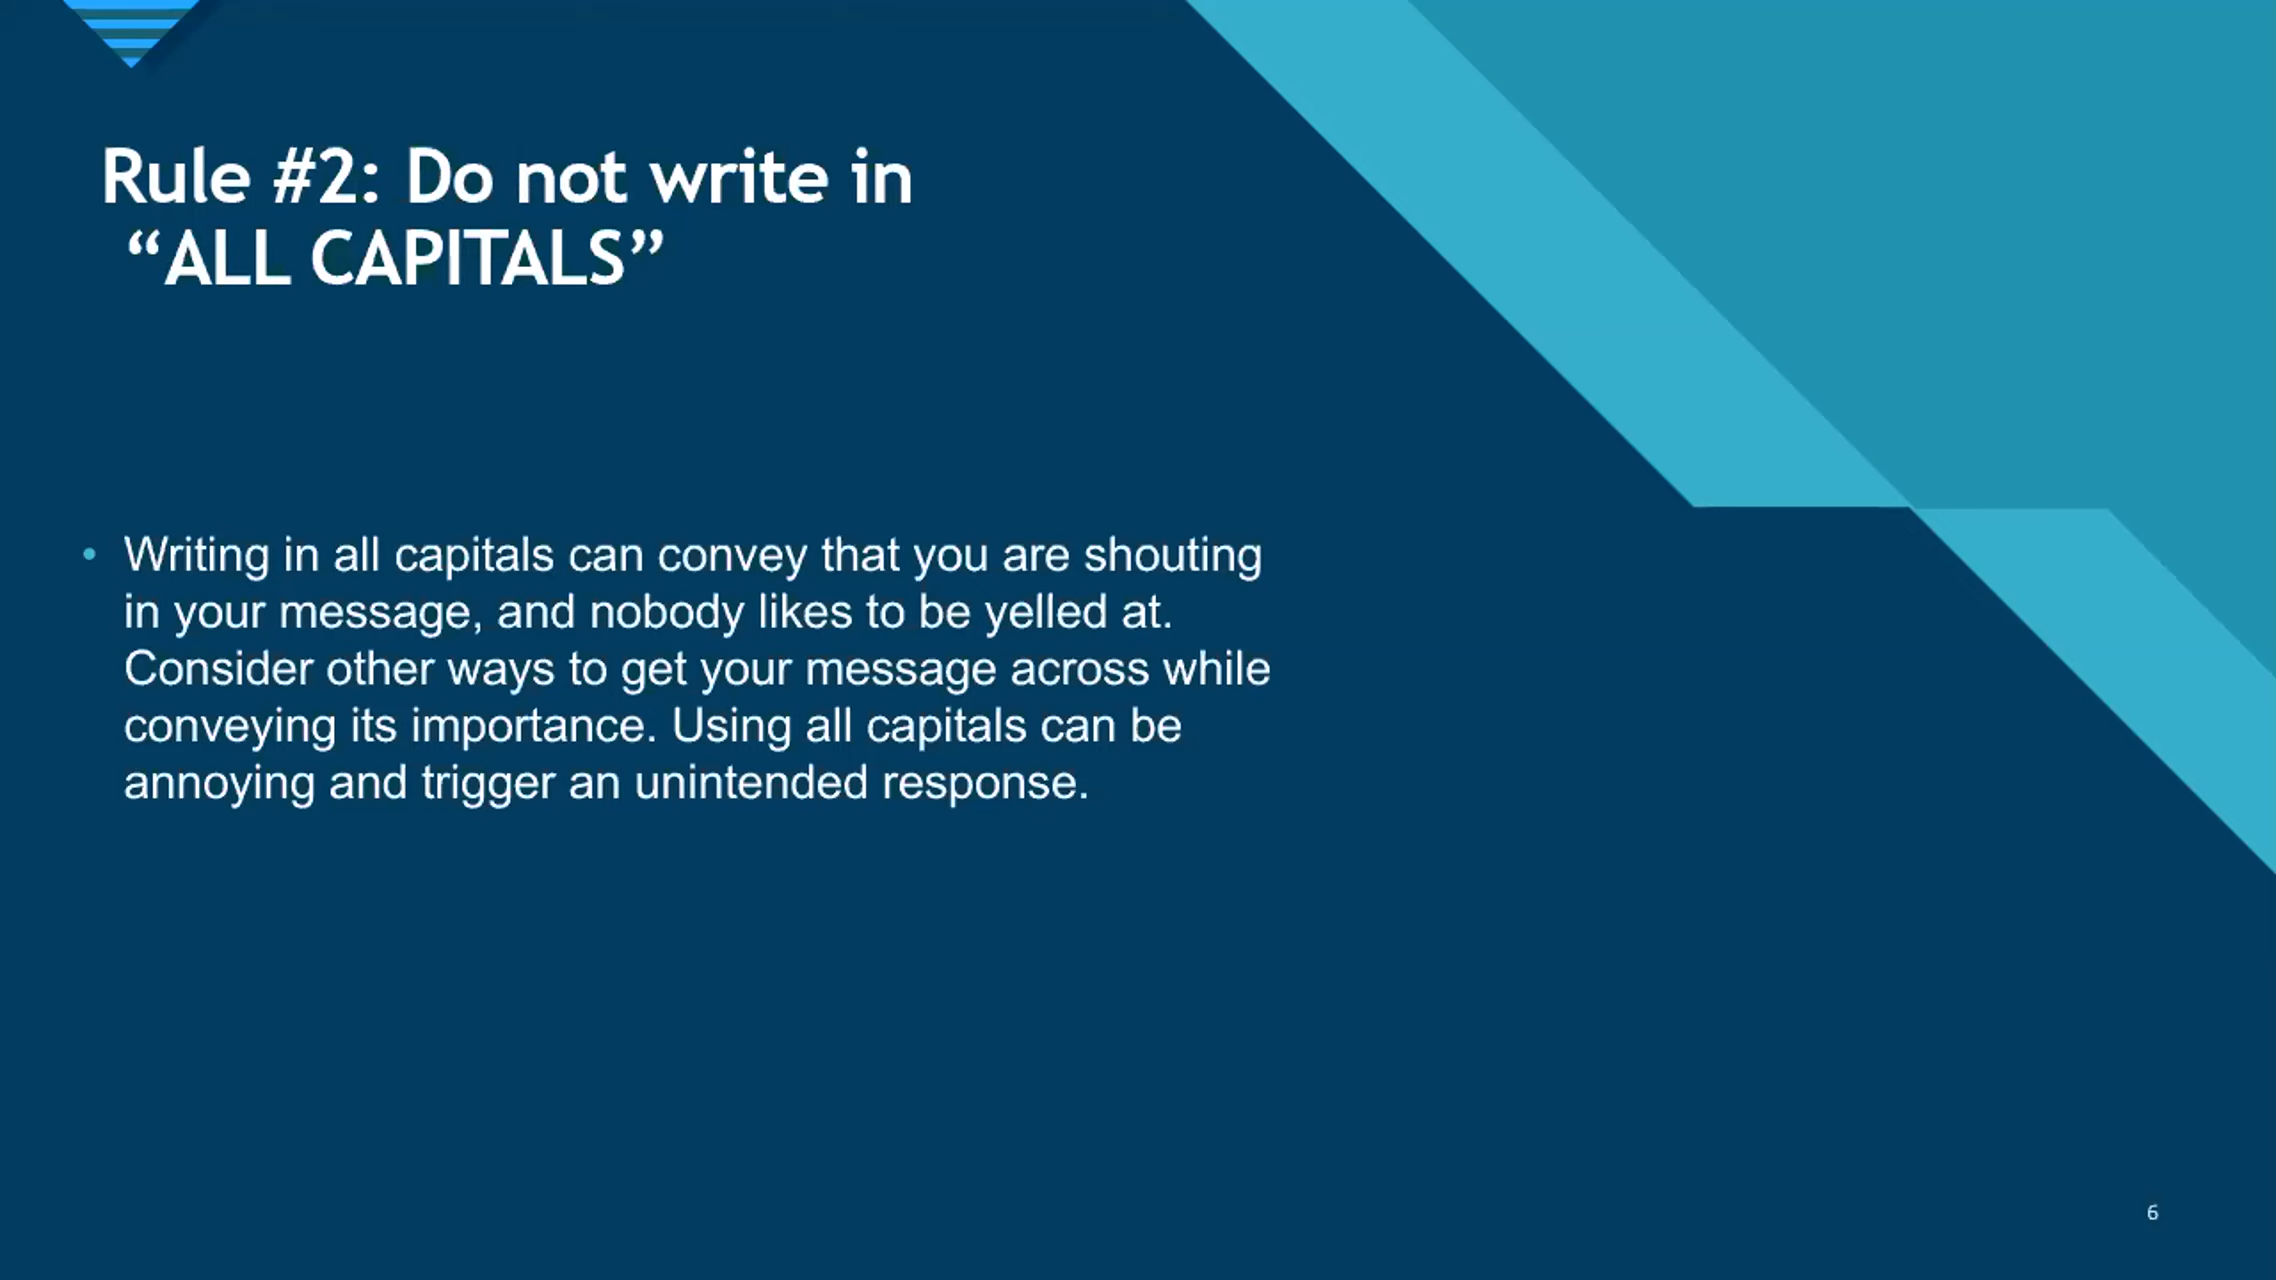 Rule #2: Do not write in
“ALL CAPITALS”
• Writing in all capitals can convey that you are shouting
in your message, and nobody likes to be yelled at.
Consider other ways to get your message across while
conveying its importance. Using all capitals can be
annoying and trigger an unintended response.
6